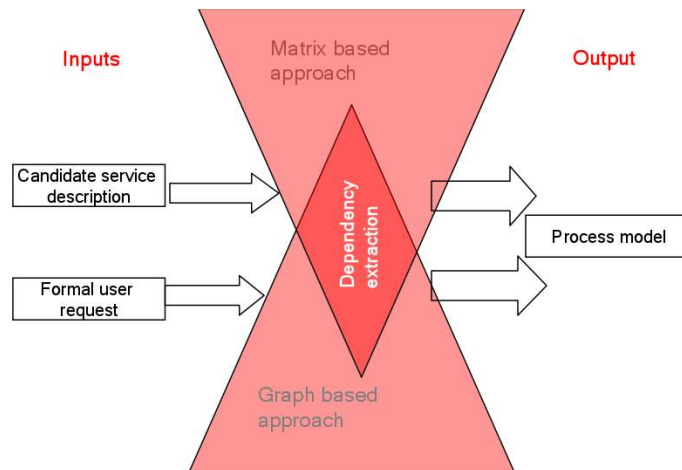 Matrix based
approach
Inputs
Output
Candidate service
description
Dependency
extraction
Process model
Formal user
request
Graph based
approach